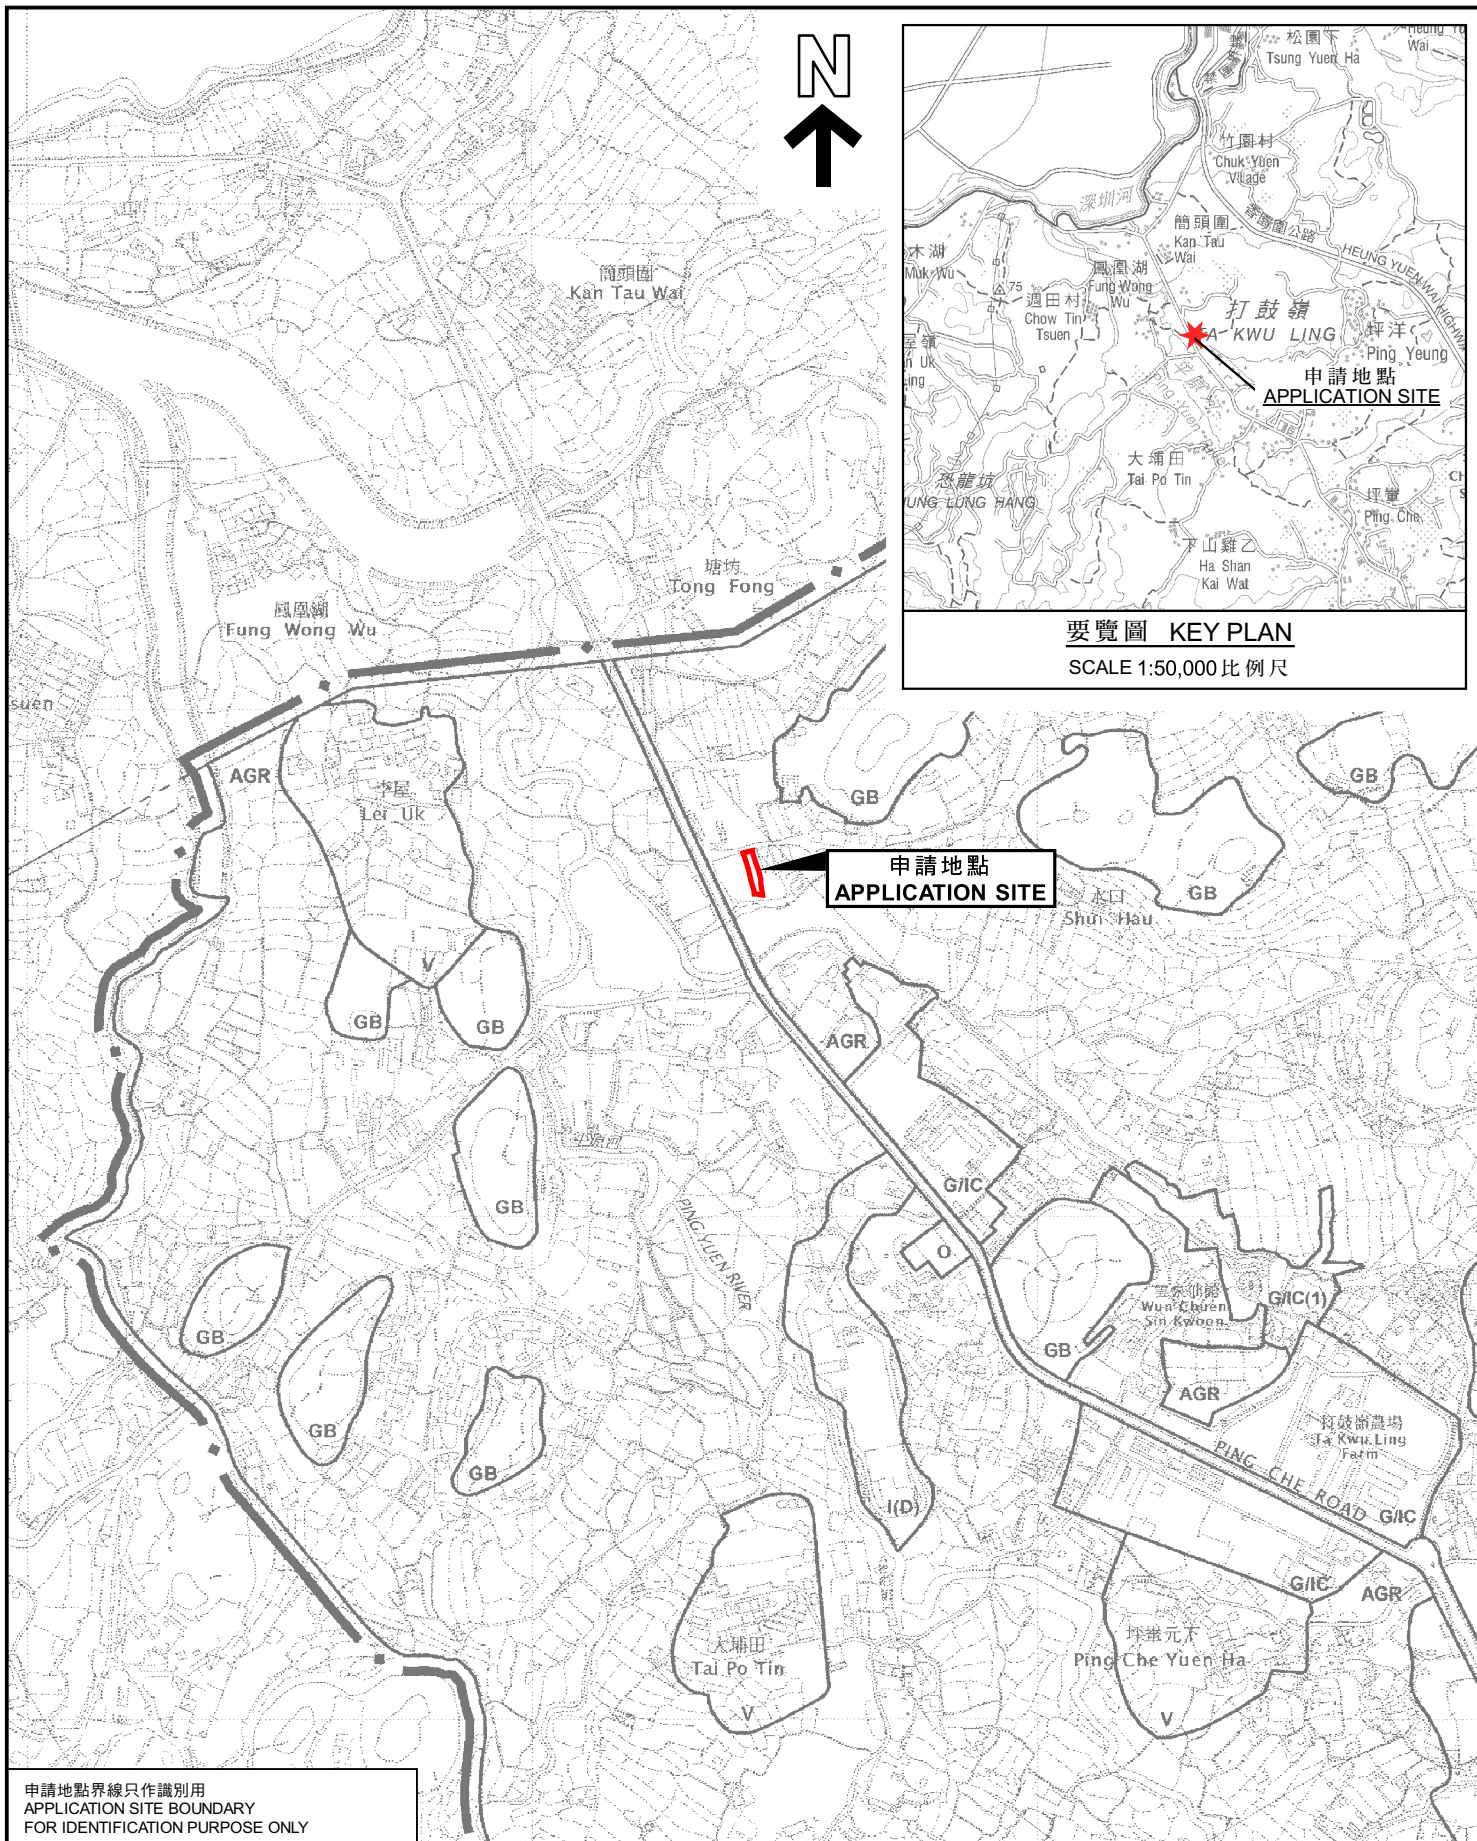 N
松園下
Tsung Yuen Ha
Wai
竹園村
Chuk Yuen
Village
深圳河
香園圍公路
HEUNG YUEN WAI HIGHWAY
簡頭圍
Kan Tau
Wai
木湖
Muk Wu
鳳凰湖
Fung Wong
Wu
75
週田村
Chow Tin
Tsuen
打鼓嶺
TA KWU LING
坪洋
Ping Yeung
申請地點
APPLICATION SITE
大埔田
Tai Po Tin
恐龍坑
UNG LUNG HANG
坪輋
Ping Che
下山雞乙
Ha Shan
Kai Wat
要覽圖 KEY PLAN
SCALE 1:50,000 比例尺
簡頭圍
Kan Tau Wai
塘坊
Tong Fong
鳳凰湖
Fung Wong Wu
suen
AGR
李屋
Lei Uk
GB
GB
GB
申請地點
APPLICATION SITE
水口
Shui Hau
V
GB
GB
AGR
平原河
PING YUEN RIVER
GB
G/IC
O
GB
GB
GB
GB
雲泉仙館
Wun Chuen
Sin Kwoon
G/IC(1)
AGR
打鼓嶺農場
Ta Kwu Ling
Farm
PING CHE ROAD
G/IC
I(D)
G/IC
AGR
大埔田
Tai Po Tin
V
坪輋元下
Ping Che Yuen Ha
V
申請地點界線只作識別用
APPLICATION SITE BOUNDARY
FOR IDENTIFICATION PURPOSE ONLY